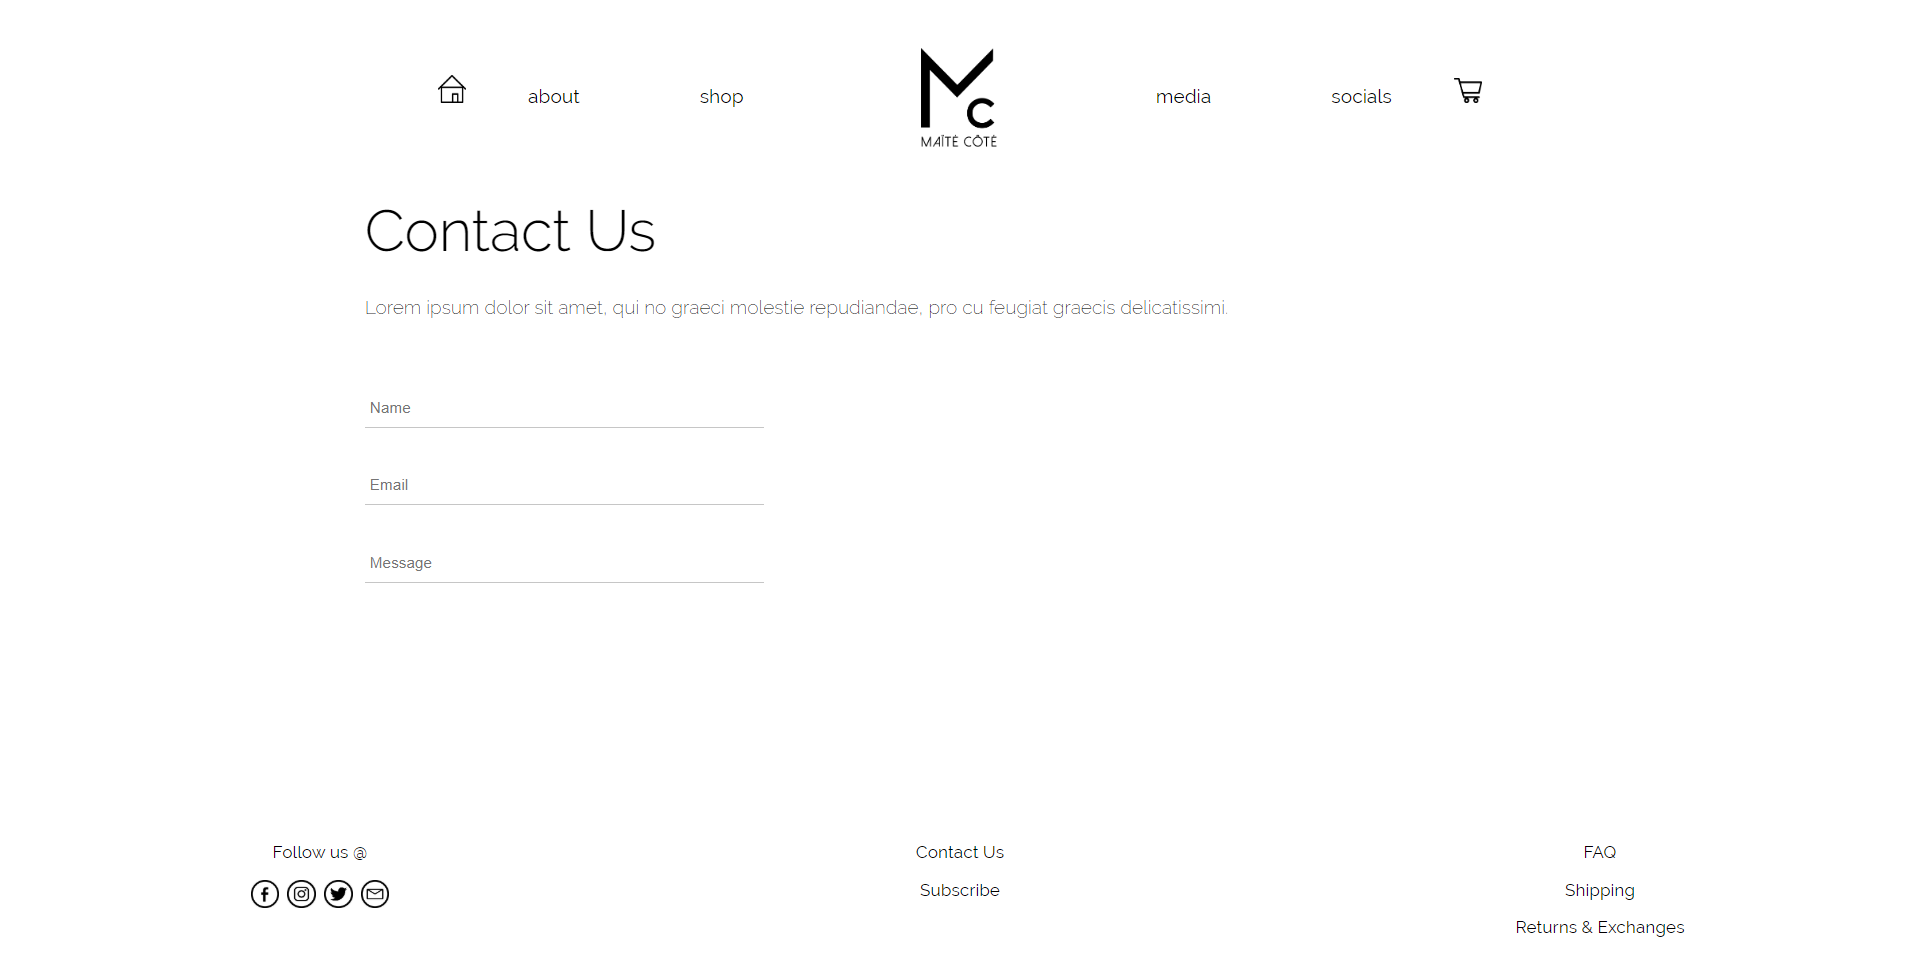 about
shop
MC
MAÎTÉ CÔTÉ
media
socials
Contact Us
Lorem ipsum dolor sit amet, qui no graeci molestie repudiandae, pro cu feugiat graecis delicatissimi.
Name
Email
Message
Follow us @
Contact Us
Subscribe
FAQ
Shipping
Returns & Exchanges